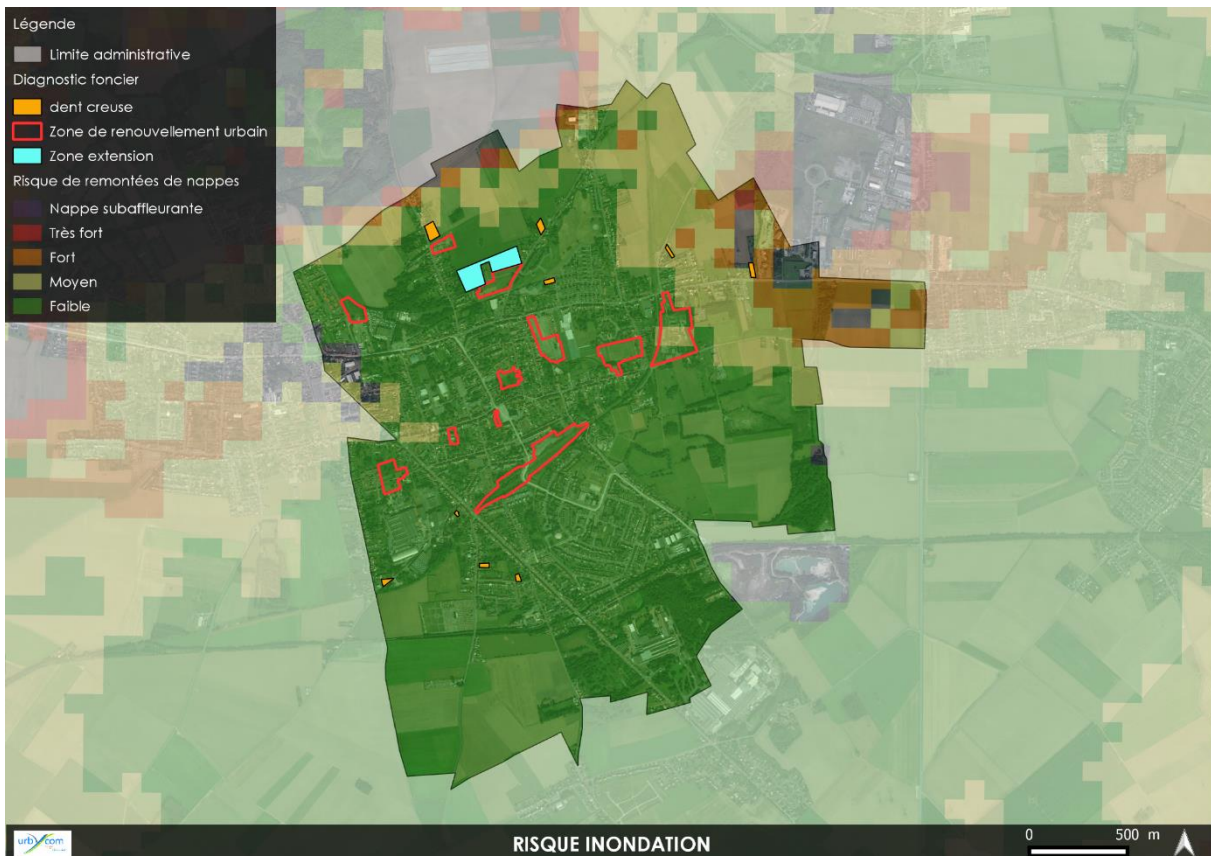 Légende
Limite administrative
Diagnostic foncier
dent creuse
Zone de renouvellement urbain
Zone extension
Risque de remontées de nappes
Nappe subaffleurante
Très fort
Fort
Moyen
Faible
urbycom
RISQUE INONDATION
0 500 m